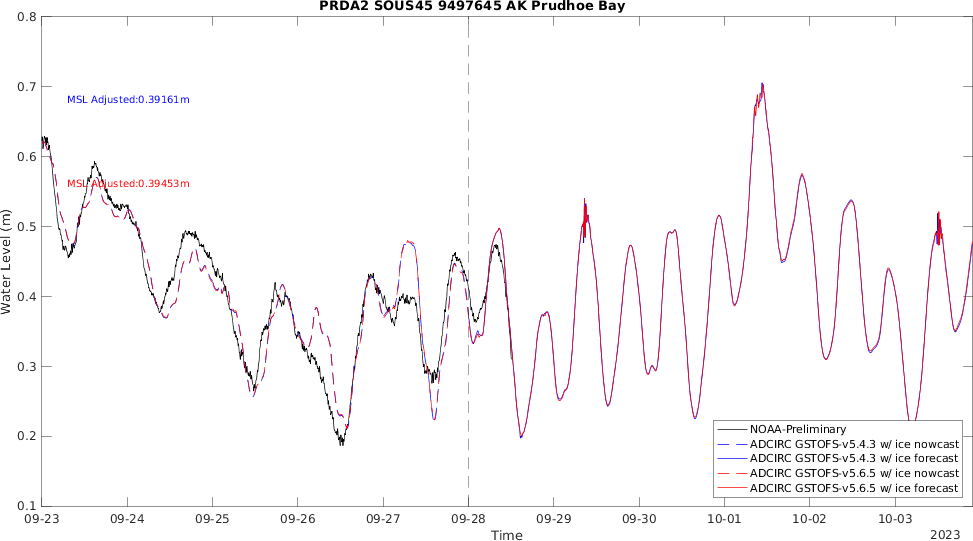 PRDA2 SOUS45 9497645 AK Prudhoe Bay
0.8
0.7
0.6
0.5
0.4
0.3
0.2
0.1
Water Level (m)
MSL Adjusted:0.39161m
MSL Adjusted:0.39453m
NOAA-Preliminary
ADCIRC GSTOFS-v5.4.3 w/ ice nowcast
ADCIRC GSTOFS-v5.4.3 w/ ice forecast
ADCIRC GSTOFS-v5.6.5 w/ ice nowcast
ADCIRC GSTOFS-v5.6.5 w/ ice forecast
09-23 09-24 09-25 09-26 09-27 09-28 09-29 09-30 10-01 10-02 10-03
Time
2023